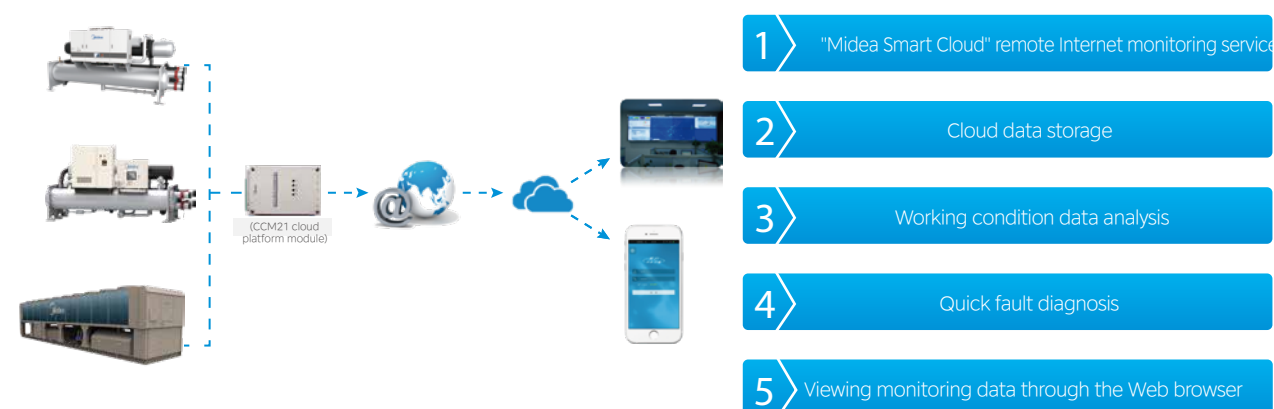 (CCM21 cloud
platform module)
@
1 "Midea Smart Cloud" remote Internet monitoring service
2 Cloud data storage
3 Working condition data analysis
4 Quick fault diagnosis
5 Viewing monitoring data through the Web browser